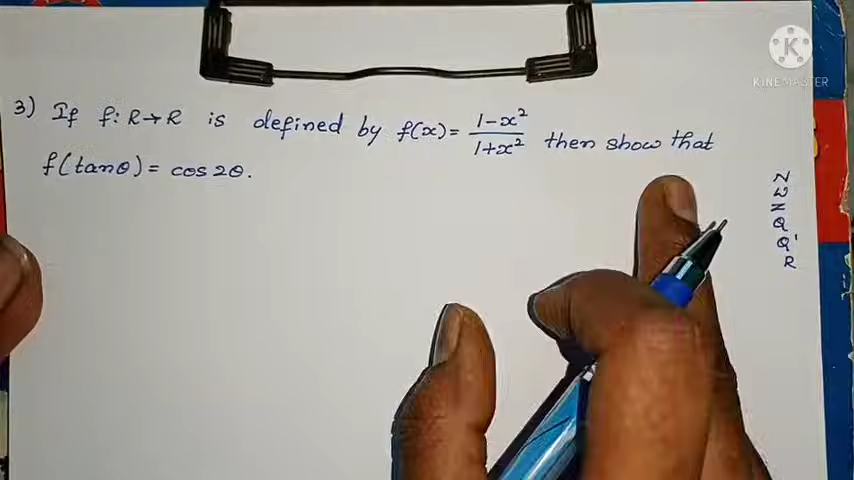 3) If f: R→R is defined by f(x)= (1-x²)/(1+x²) then show that
f(tanθ) = cos2θ.
K
KINEMASTER
Z
W
N
Q
Q'
R